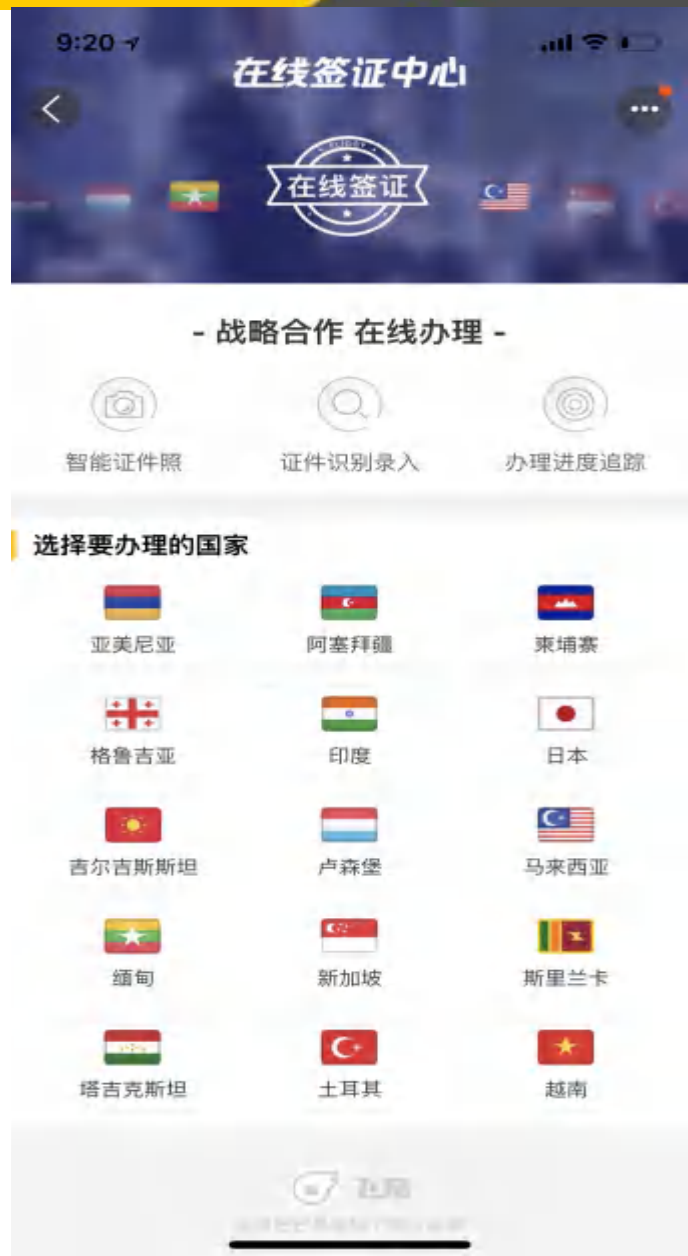 9:20
在线签证中心
FLIGGY
在线签证
- 战略合作 在线办理 -
智能证件照 证件识别录入 办理进度追踪
选择要办理的国家
亚美尼亚 阿塞拜疆 柬埔寨
格鲁吉亚 印度 日本
吉尔吉斯斯坦 卢森堡 马来西亚
缅甸 新加坡 斯里兰卡
塔吉克斯坦 土耳其 越南
飞猪